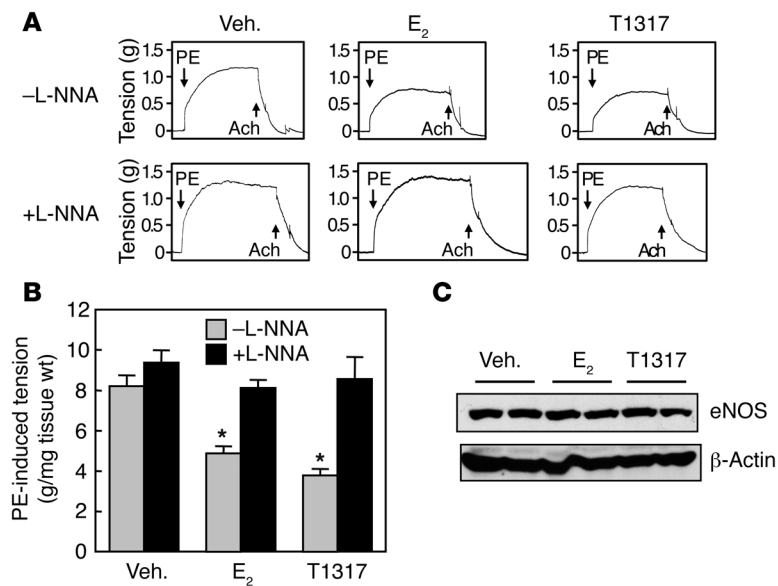 A
Veh.
E2
T1317
–L-NNA
Tension (g)
1.5
1.0
0.5
0
PE
Ach
Tension (g)
1.5
1.0
0.5
0
PE
Ach
Tension (g)
1.5
1.0
0.5
0
PE
Ach
+L-NNA
Tension (g)
1.5
1.0
0.5
0
PE
Ach
Tension (g)
1.5
1.0
0.5
0
PE
Ach
Tension (g)
1.5
1.0
0.5
0
PE
Ach
B
PE-induced tension
(g/mg tissue wt)
12
10
8
6
4
2
0
–L-NNA
+L-NNA
*
*
Veh.
E2
T1317
C
Veh.
E2
T1317
eNOS
β-Actin